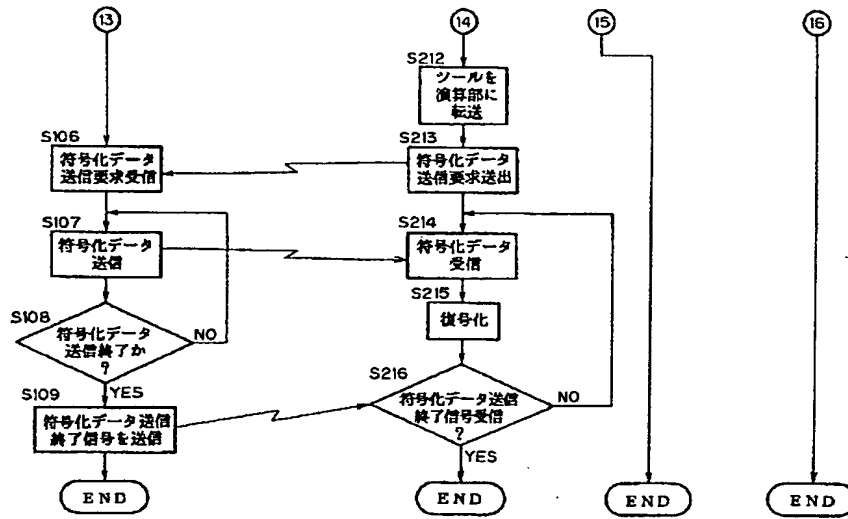 13
14
15
16
S212
ツールを
演算部に
転送
S106
符号化データ
送信要求受信
S213
符号化データ
送信要求送出
S107
符号化データ
送信
S214
符号化データ
受信
S215
復号化
S108
符号化データ
送信終了か
?
NO
YES
S216
符号化データ送信
終了信号受信
?
NO
YES
S109
符号化データ送信
終了信号を送信
END
END
END
END